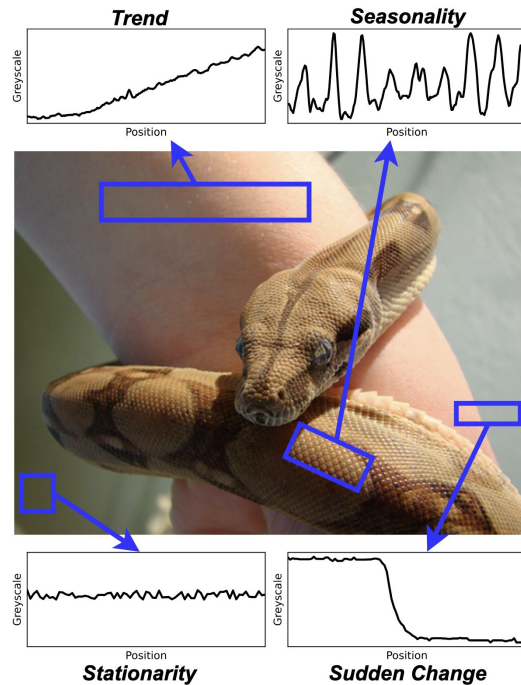 Trend
Seasonality
Greyscale
Greyscale
Position
Position
Greyscale
Greyscale
Position
Position
Stationarity
Sudden Change